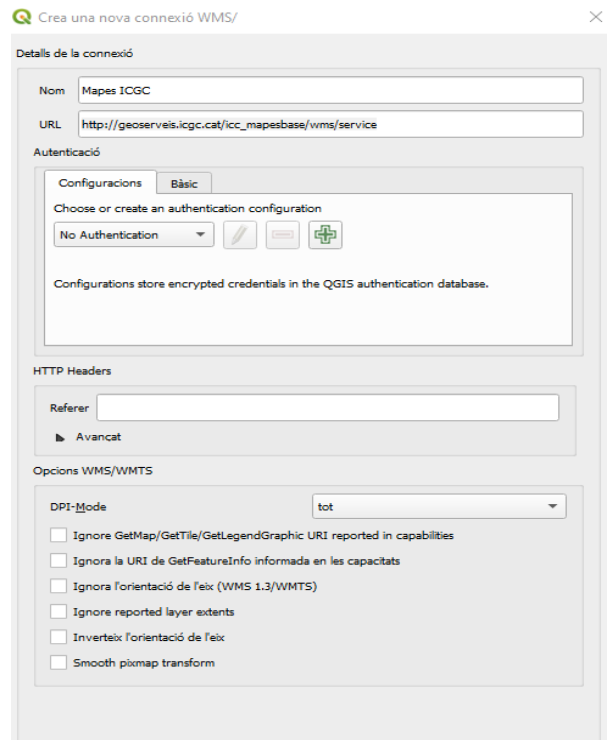 Crea una nova connexió WMS/
Detalls de la connexió
Nom Mapes ICGC
URL http://geoserveis.icgc.cat/icc_mapesbase/wms/service
Autenticació
Configuracions Bàsic
Choose or create an authentication configuration
No Authentication
Configurations store encrypted credentials in the QGIS authentication database.
HTTP Headers
Referer
Avançat
Opcions WMS/WMTS
DPI-Mode tot
Ignore GetMap/GetTile/GetLegendGraphic URI reported in capabilities
Ignora la URI de GetFeatureInfo informada en les capacitats
Ignora l'orientació de l'eix (WMS 1.3/WMTS)
Ignore reported layer extents
Inverteix l'orientació de l'eix
Smooth pixmap transform